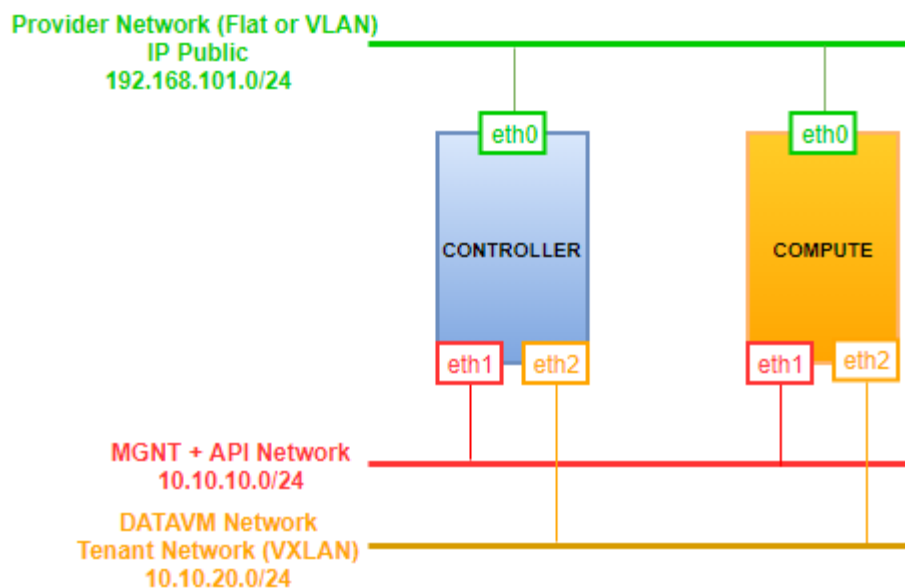 Provider Network (Flat or VLAN)
IP Public
192.168.101.0/24
eth0
eth0
CONTROLLER
COMPUTE
eth1
eth2
eth1
eth2
MGNT + API Network
10.10.10.0/24
DATAVM Network
Tenant Network (VXLAN)
10.10.20.0/24